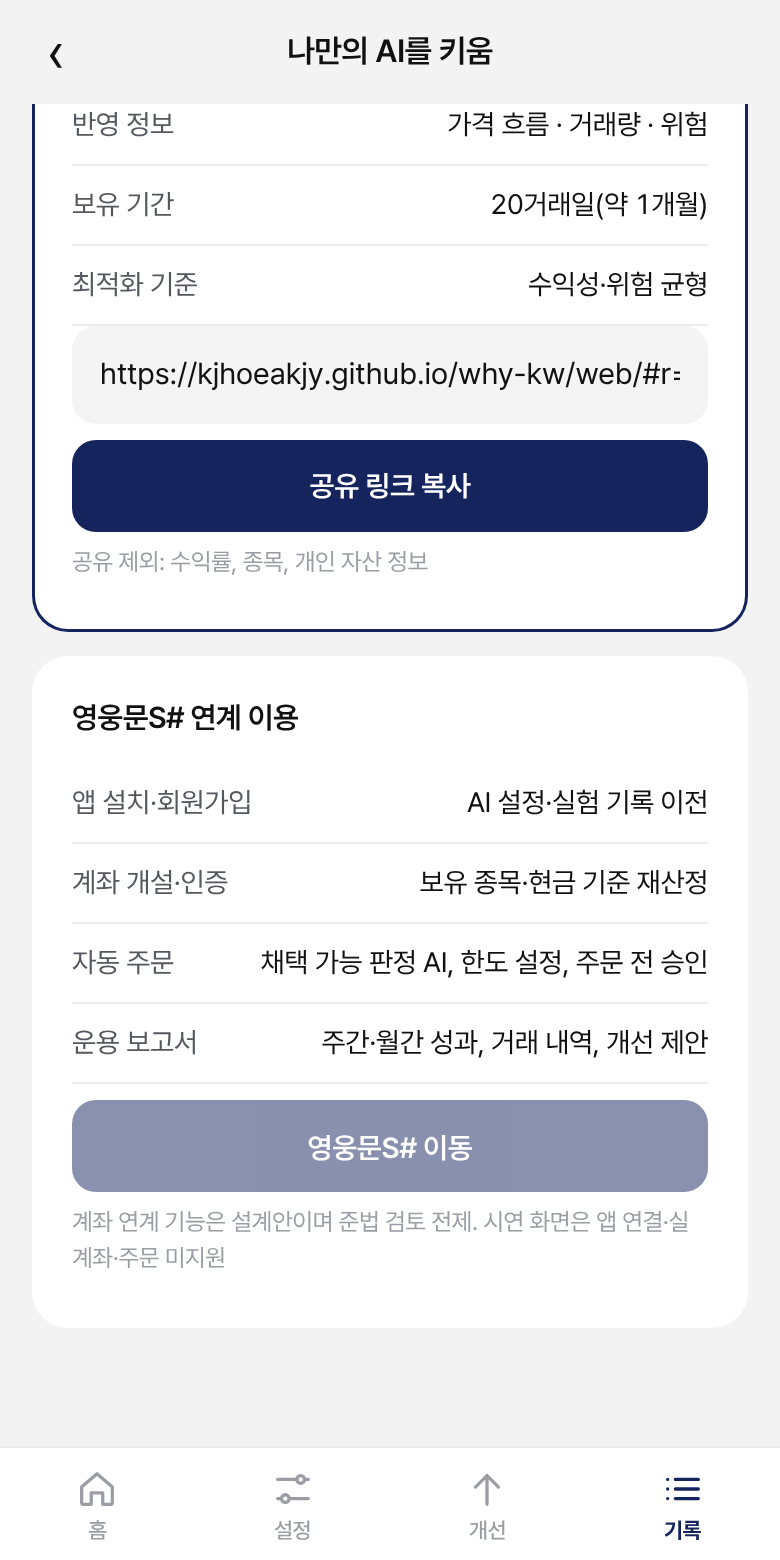 나만의 AI를 키움
반영 정보 가격 흐름 · 거래량 · 위험
보유 기간 20거래일(약 1개월)
최적화 기준 수익성·위험 균형
https://kjhoeakjy.github.io/why-kw/web/#r=
공유 링크 복사
공유 제외: 수익률, 종목, 개인 자산 정보
영웅문S# 연계 이용
앱 설치·회원가입 AI 설정·실험 기록 이전
계좌 개설·인증 보유 종목·현금 기준 재산정
자동 주문 채택 가능 판정 AI, 한도 설정, 주문 전 승인
운용 보고서 주간·월간 성과, 거래 내역, 개선 제안
영웅문S# 이동
계좌 연계 기능은 설계안이며 준법 검토 전제. 시연 화면은 앱 연결·실
계좌·주문 미지원
홈 설정 개선 기록